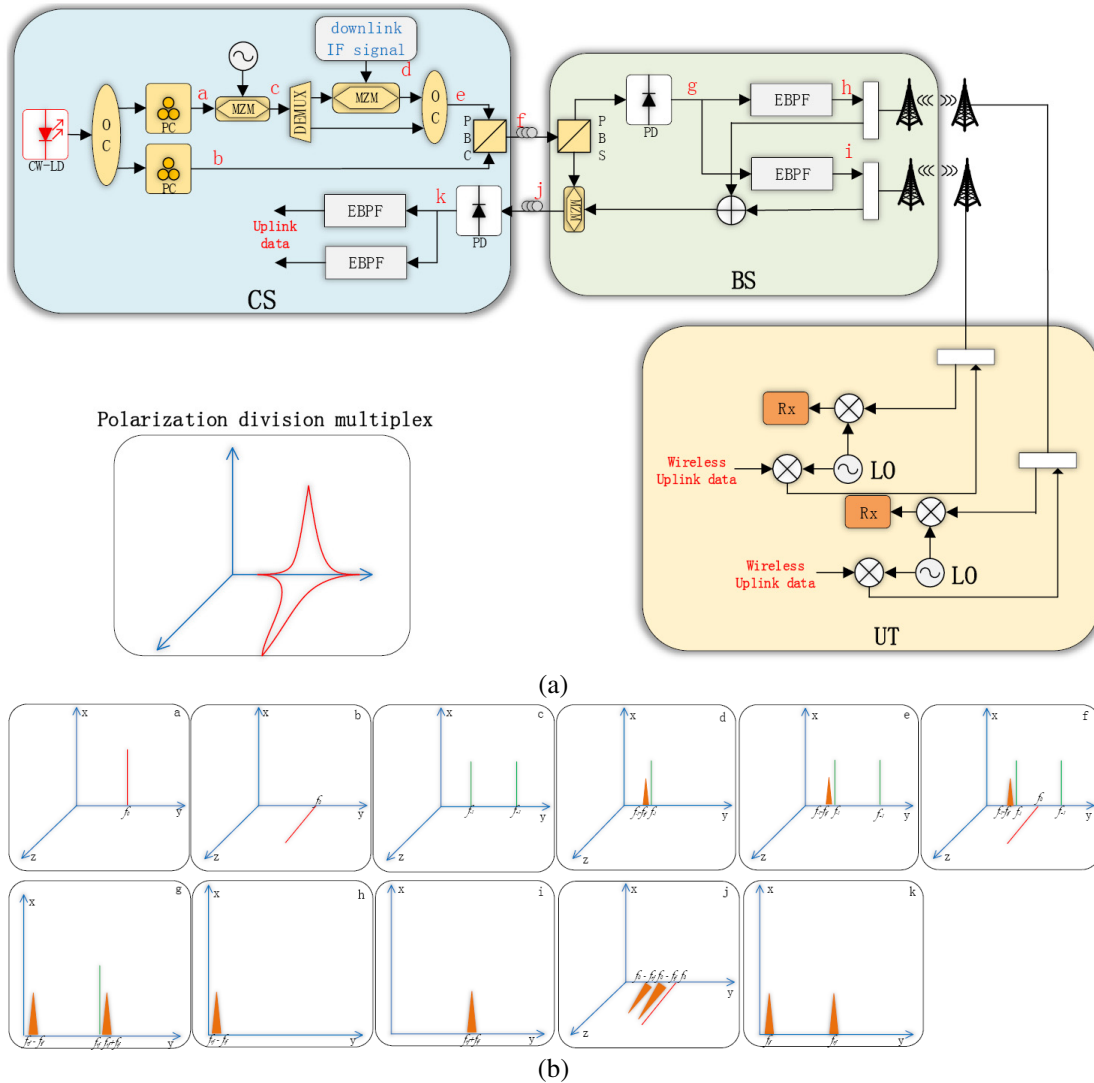 downlink
IF signal
a
MZM
c
DEMUX
d
MZM
O
C
e
P
B
C
f
CW-LD
O
C
PC
b
PC
k
EBPF
Uplink
data
EBPF
PD
j
CS
P
B
S
PD
g
EBPF
h
EBPF
i
MZM
BS
Rx
Wireless
Uplink data
LO
Rx
Wireless
Uplink data
LO
UT
Polarization division multiplex
(a)
a
x
y
z
b
x
y
z
c
x
y
z
d
x
y
z
e
x
y
z
f
x
y
z
g
x
y
h
x
y
i
x
y
j
x
y
z
k
x
y
(b)